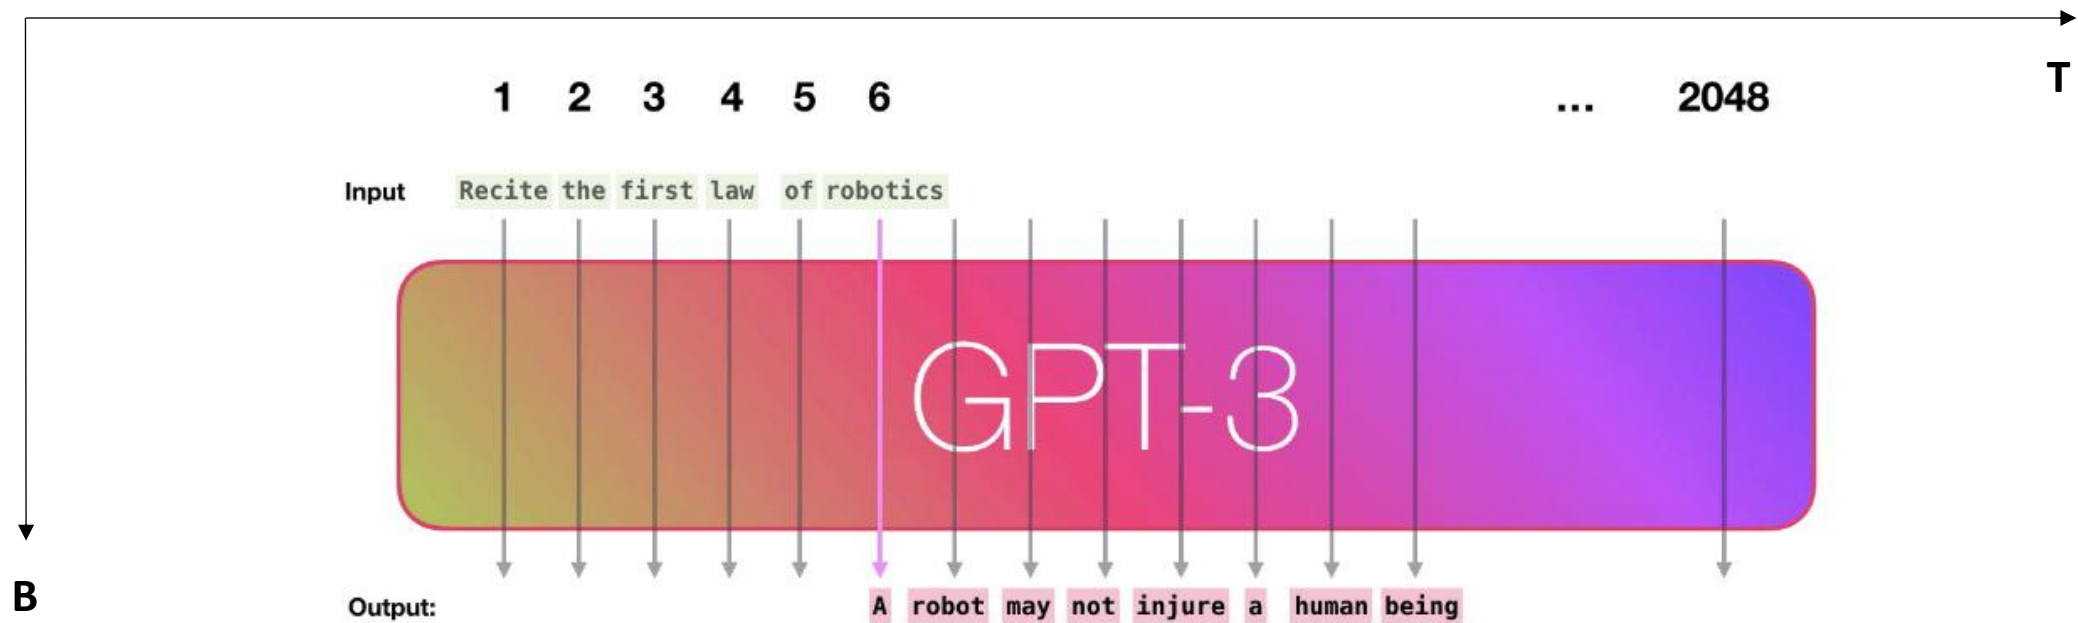 T
1 2 3 4 5 6 ... 2048
Input Recite the first law of robotics
GPT-3
B
Output: A robot may not injure a human being